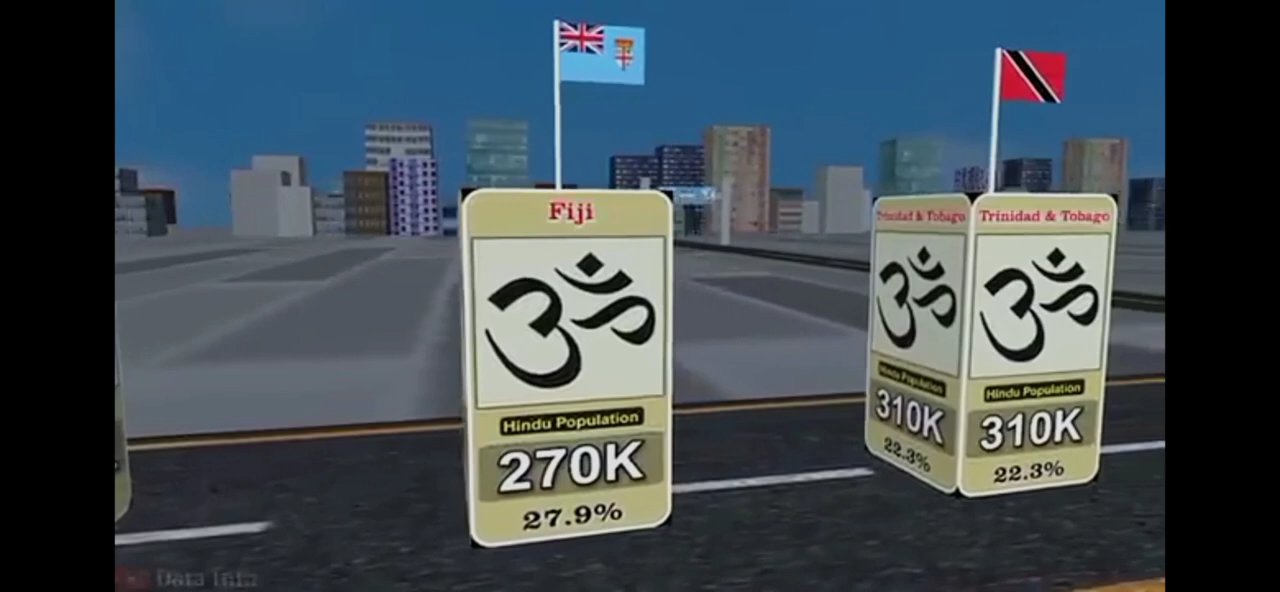 Fiji
ॐ
Hindu Population
270K
27.9%
Trinidad & Tobago
ॐ
Hindu Population
310K
22.3%
Trinidad & Tobago
ॐ
Hindu Population
310K
22.3%
Data Info